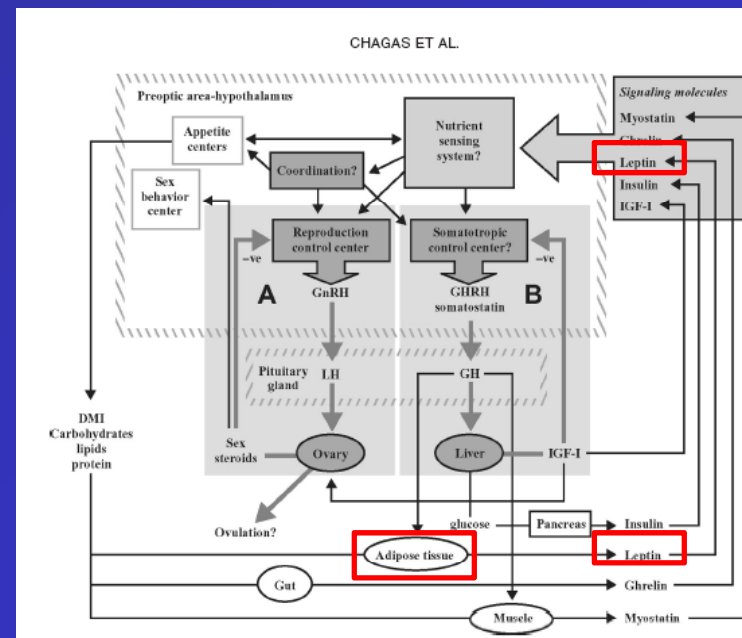 CHAGAS ET AL.
Preoptic area-hypothalamus
Appetite
centers
Nutrient
sensing
system?
Signaling molecules
Myostatin
Ghrelin
Leptin
Insulin
IGF-I
Coordination?
Sex
behavior
center
Reproduction
control center
Somatotropic
control center?
–ve
–ve
A
GnRH
GHRH
somatostatin
B
Pituitary
gland
LH
GH
DMI
Carbohydrates
lipids
protein
Sex
steroids
Ovary
Liver
IGF-I
Ovulation?
glucose
Pancreas
Insulin
Adipose tissue
Leptin
Gut
Ghrelin
Muscle
Myostatin